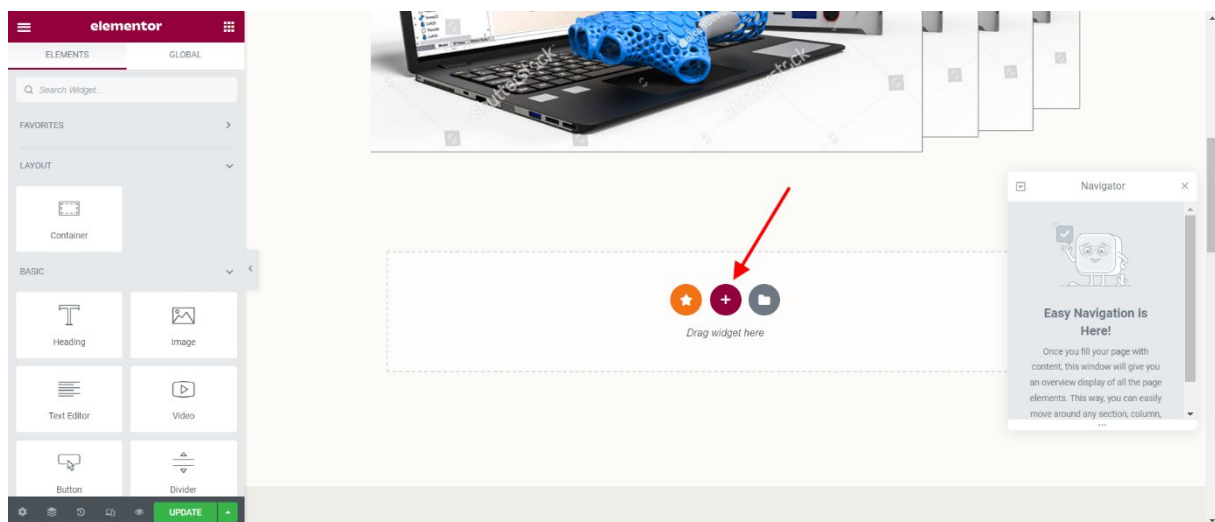 elementor
ELEMENTS
GLOBAL
Search Widget...
FAVORITES
LAYOUT
Container
BASIC
Heading
Image
Text Editor
Video
Button
Divider
UPDATE
shutterstock
shutterstock
Drag widget here
Navigator
Easy Navigation is
Here!
Once you fill your page with
content, this window will give you
an overview display of all the page
elements. This way, you can easily
move around any section, column,